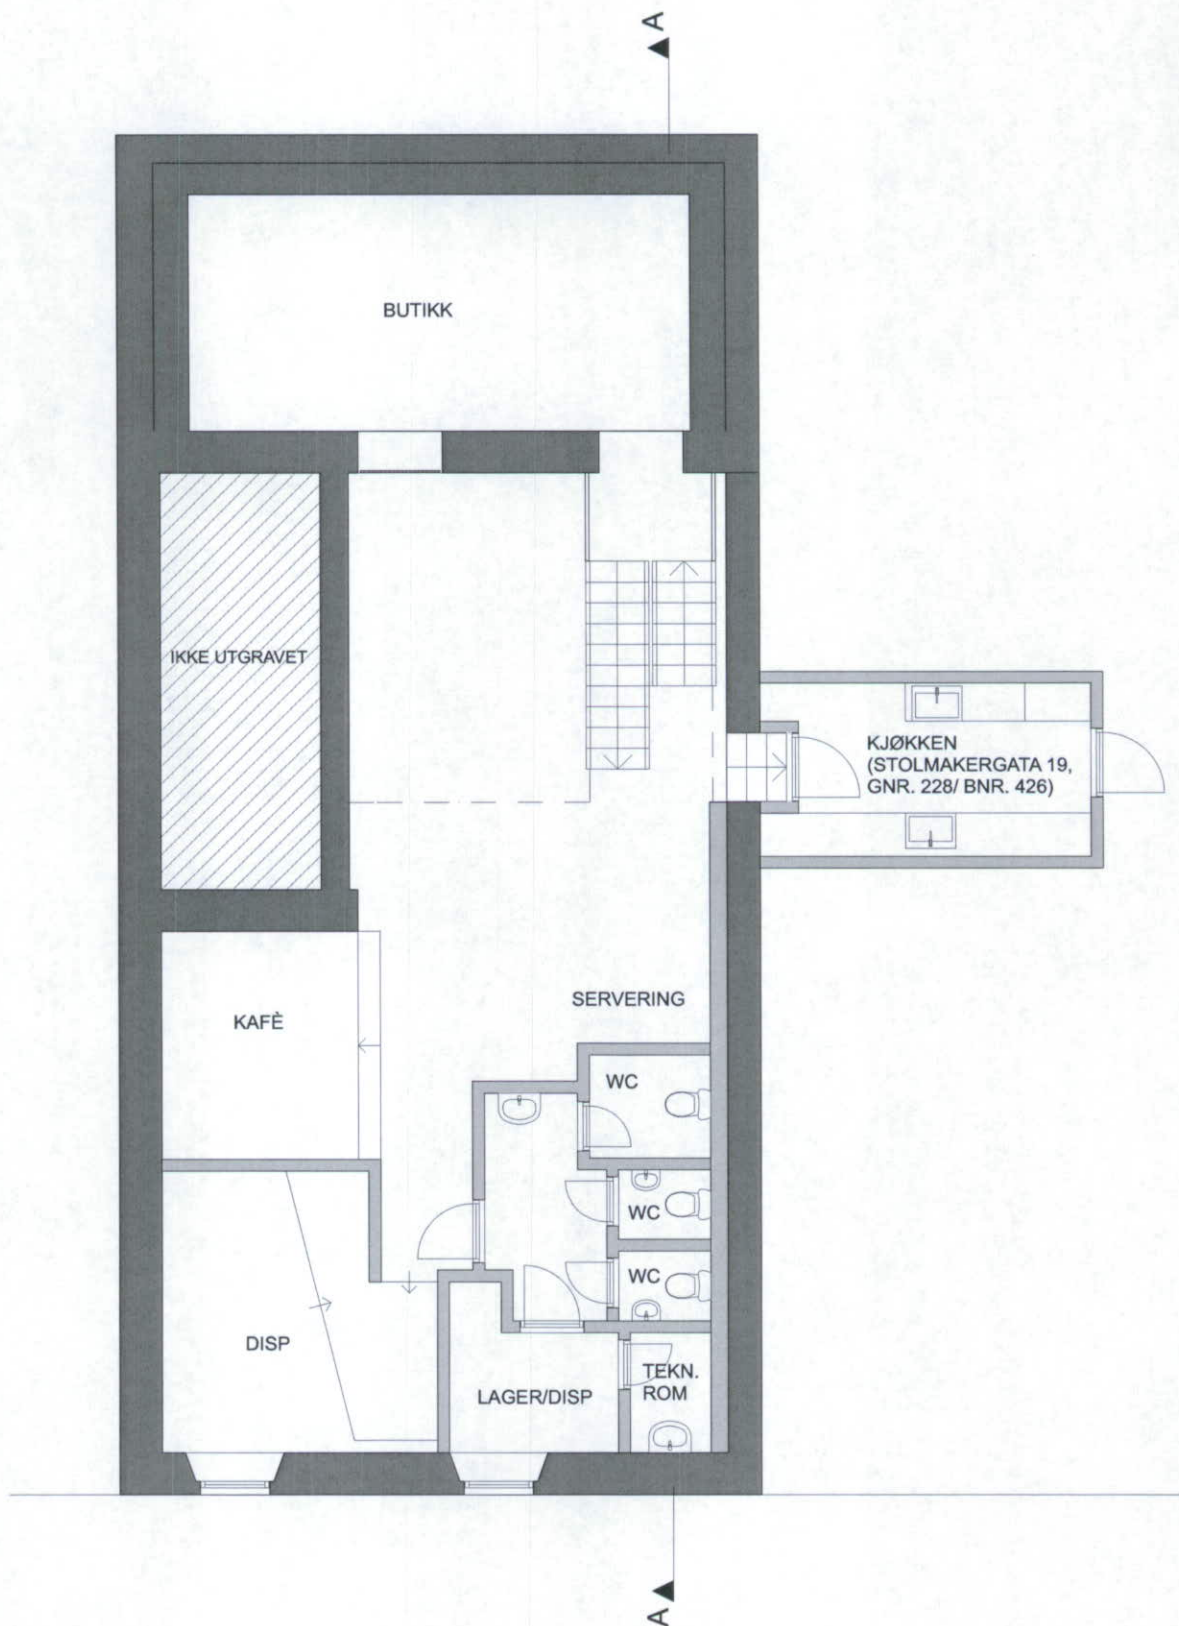 A
BUTIKK
IKKE UTGRAVET
KJØKKEN
(STOLMAKERGATA 19,
GNR. 228/ BNR. 426)
SERVERING
KAFÈ
WC
WC
WC
DISP
TEKN.
ROM
LAGER/DISP
A